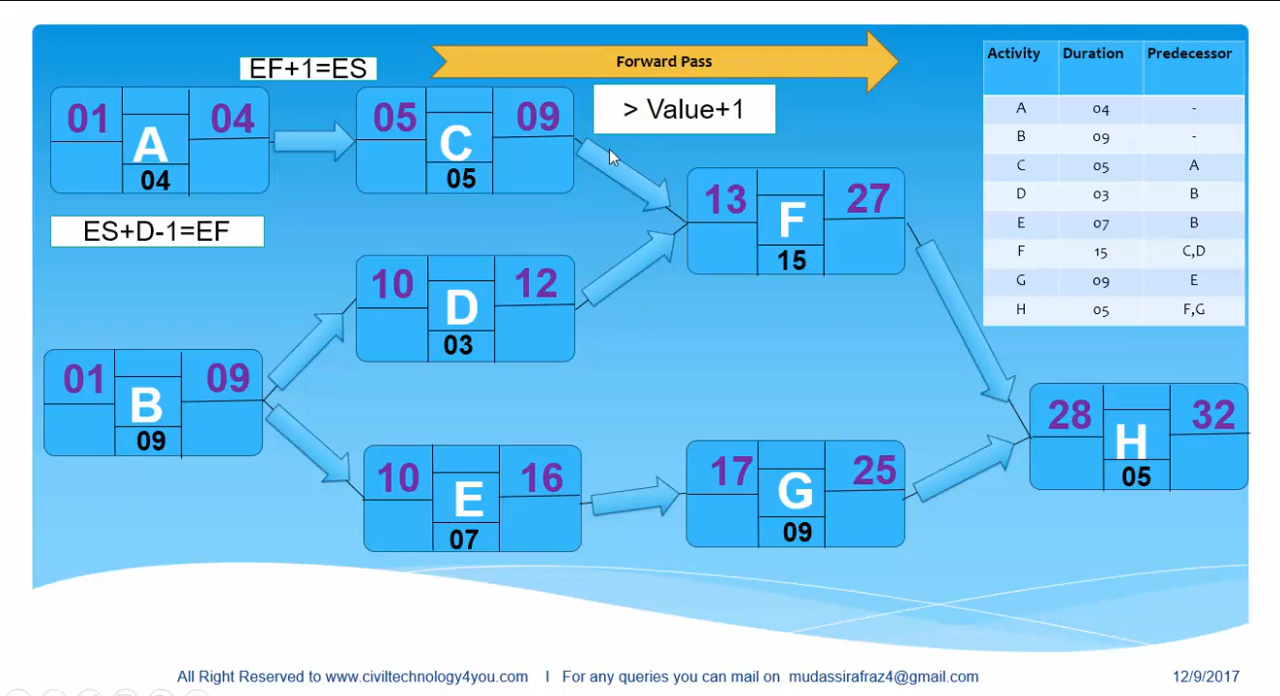 Forward Pass
EF+1=ES
> Value+1
Activity Duration Predecessor
A 04 -
B 09 -
C 05 A
D 03 B
E 07 B
F 15 C,D
G 09 E
H 05 F,G
01 A 04
04
05 C 09
05
ES+D-1=EF
13 F 27
15
10 D 12
03
01 B 09
09
28 H 32
05
10 E 16
07
17 G 25
09
All Right Reserved to www.civiltechnology4you.com I For any queries you can mail on mudassirafraz4@gmail.com 12/9/2017